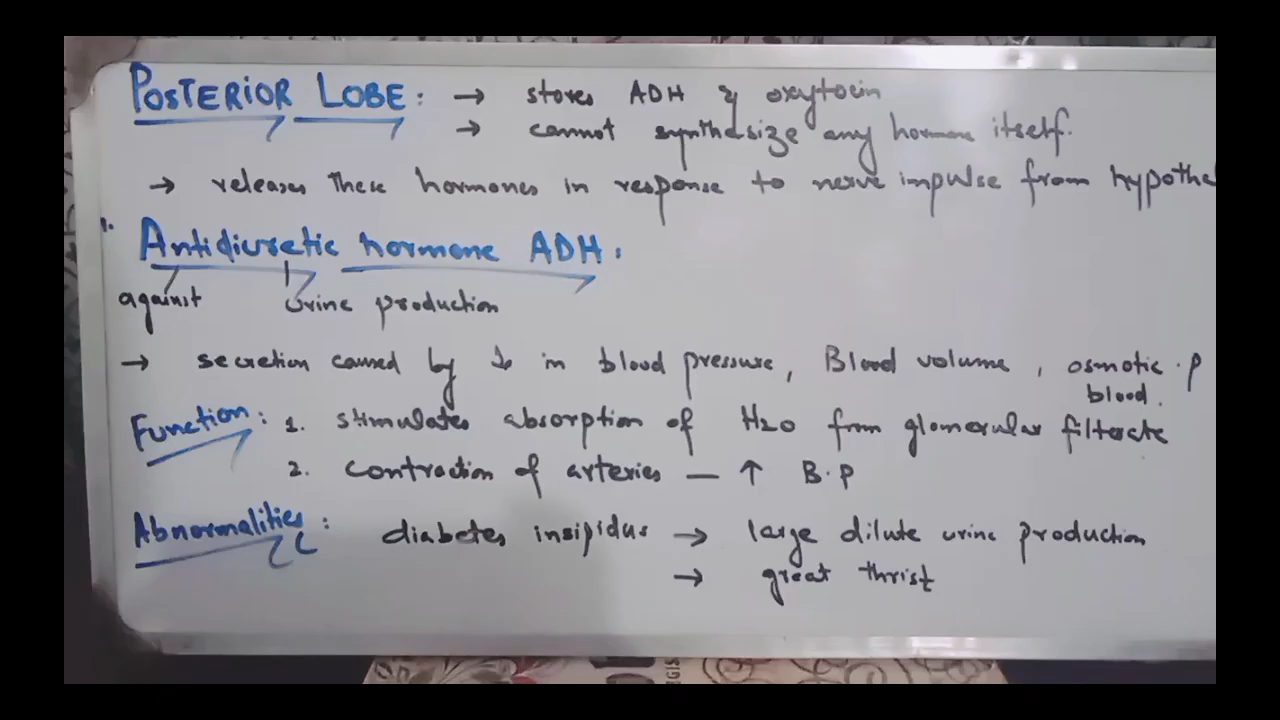 POSTERIOR LOBE : → stores ADH & oxytocin
→ cannot synthesize any hormone itself.
→ releases these hormones in response to nerve impulse from hypothe
1. Antidiuretic hormone ADH :
against urine production
→ secretion caused by ↓ in blood pressure, Blood volume , osmotic . p
blood .
Function : 1. stimulates absorption of H2O from glomerular filterate
2. contraction of arteries — ↑ B.P
Abnormalities : diabetes insipidus → large dilute urine production
→ great thrist